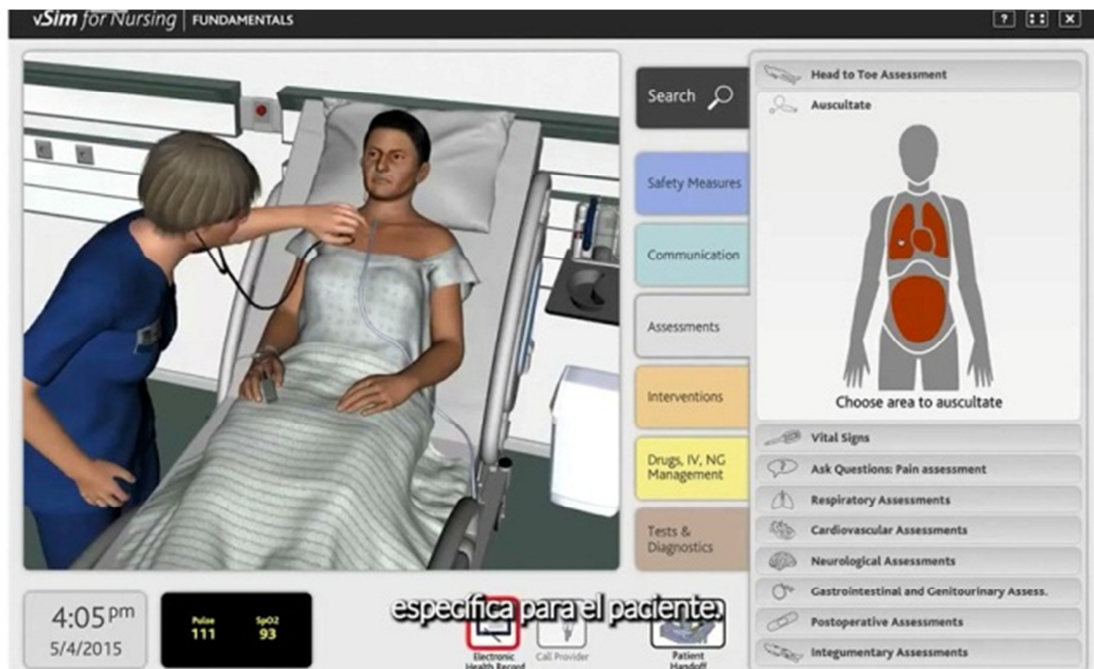 vSim for Nursing | FUNDAMENTALS
?
Search
Safety Measures
Communication
Assessments
Interventions
Drugs, IV, NG
Management
Tests &
Diagnostics
Head to Toe Assessment
Auscultate
Choose area to auscultate
Vital Signs
Ask Questions: Pain assessment
Respiratory Assessments
Cardiovascular Assessments
Neurological Assessments
Gastrointestinal and Genitourinary Assess.
Postoperative Assessments
Integumentary Assessments
4:05 pm
5/4/2015
Pulse
111
SpO2
93
específica para el paciente.
Electronic
Health Record
Call Provider
Patient
Handoff